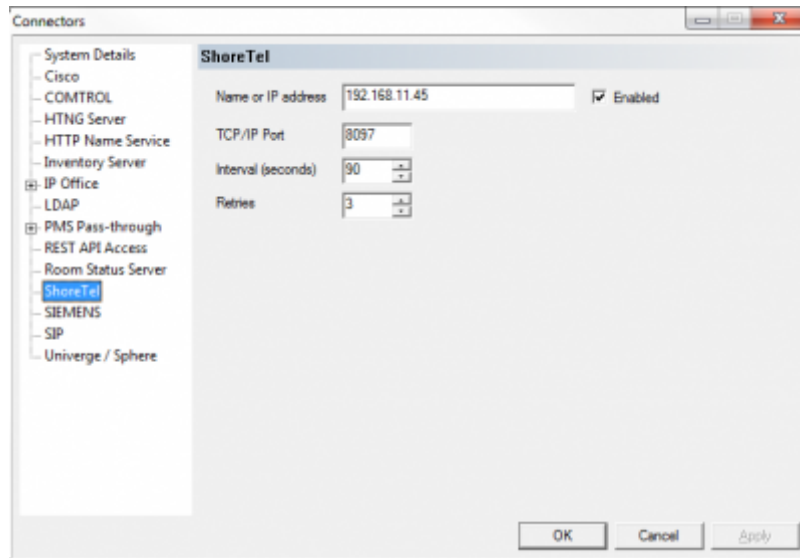 Connectors
System Details
Cisco
COMTROL
HTNG Server
HTTP Name Service
Inventory Server
IP Office
LDAP
PMS Pass-through
REST API Access
Room Status Server
ShoreTel
SIEMENS
SIP
Univerge / Sphere
ShoreTel
Name or IP address 192.168.11.45 Enabled
TCP/IP Port 8097
Interval (seconds) 90
Retries 3
OK Cancel Apply